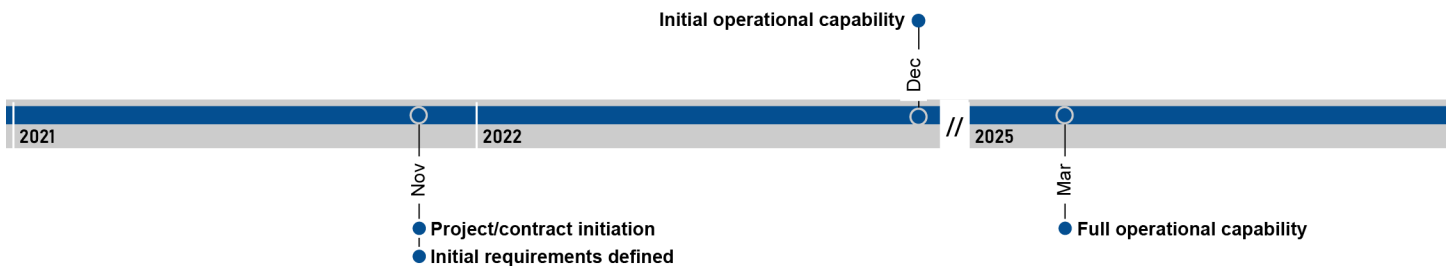 Initial operational capability
Dec
2021
2022
//
2025
Nov
Mar
Project/contract initiation
Full operational capability
Initial requirements defined